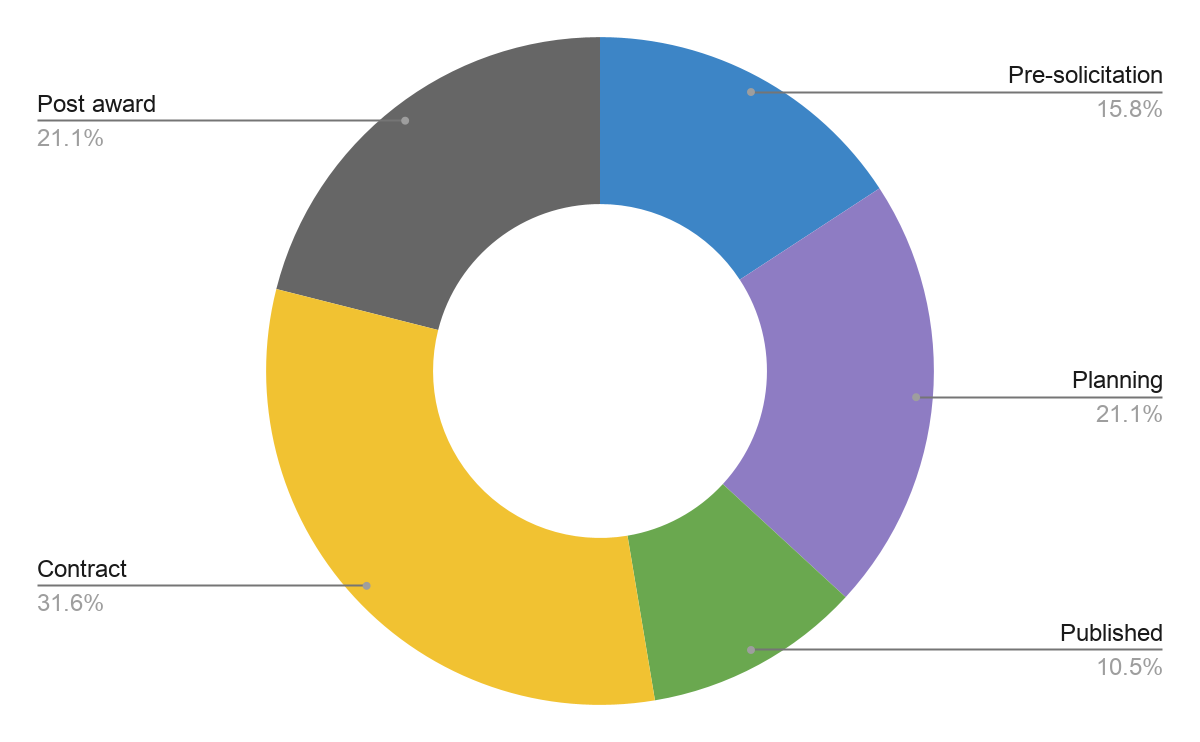 Pre-solicitation
15.8%
Post award
21.1%
Planning
21.1%
Contract
31.6%
Published
10.5%